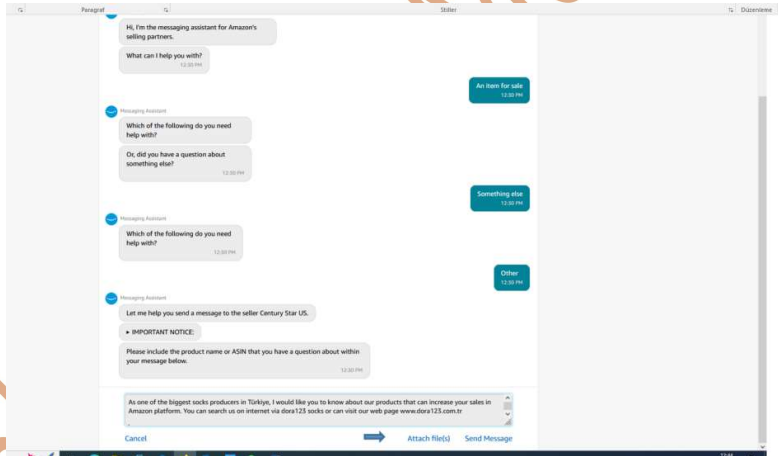 Paragraf
Stiller
Düzenleme
Hi, I'm the messaging assistant for Amazon's
selling partners.
What can I help you with?
12:50 PM
An item for sale
12:50 PM
Messaging Assistant
Which of the following do you need
help with?
Or, did you have a question about
something else?
12:50 PM
Something else
12:50 PM
Messaging Assistant
Which of the following do you need
help with?
12:50 PM
Other
12:50 PM
Messaging Assistant
Let me help you send a message to the seller Century Star US.
▸ IMPORTANT NOTICE:
Please include the product name or ASIN that you have a question about within
your message below.
12:50 PM
As one of the biggest socks producers in Türkiye, I would like you to know about our products that can increase your sales in
Amazon platform. You can search us on internet via dora123 socks or can visit our web page www.dora123.com.tr
Cancel
Attach file(s)
Send Message